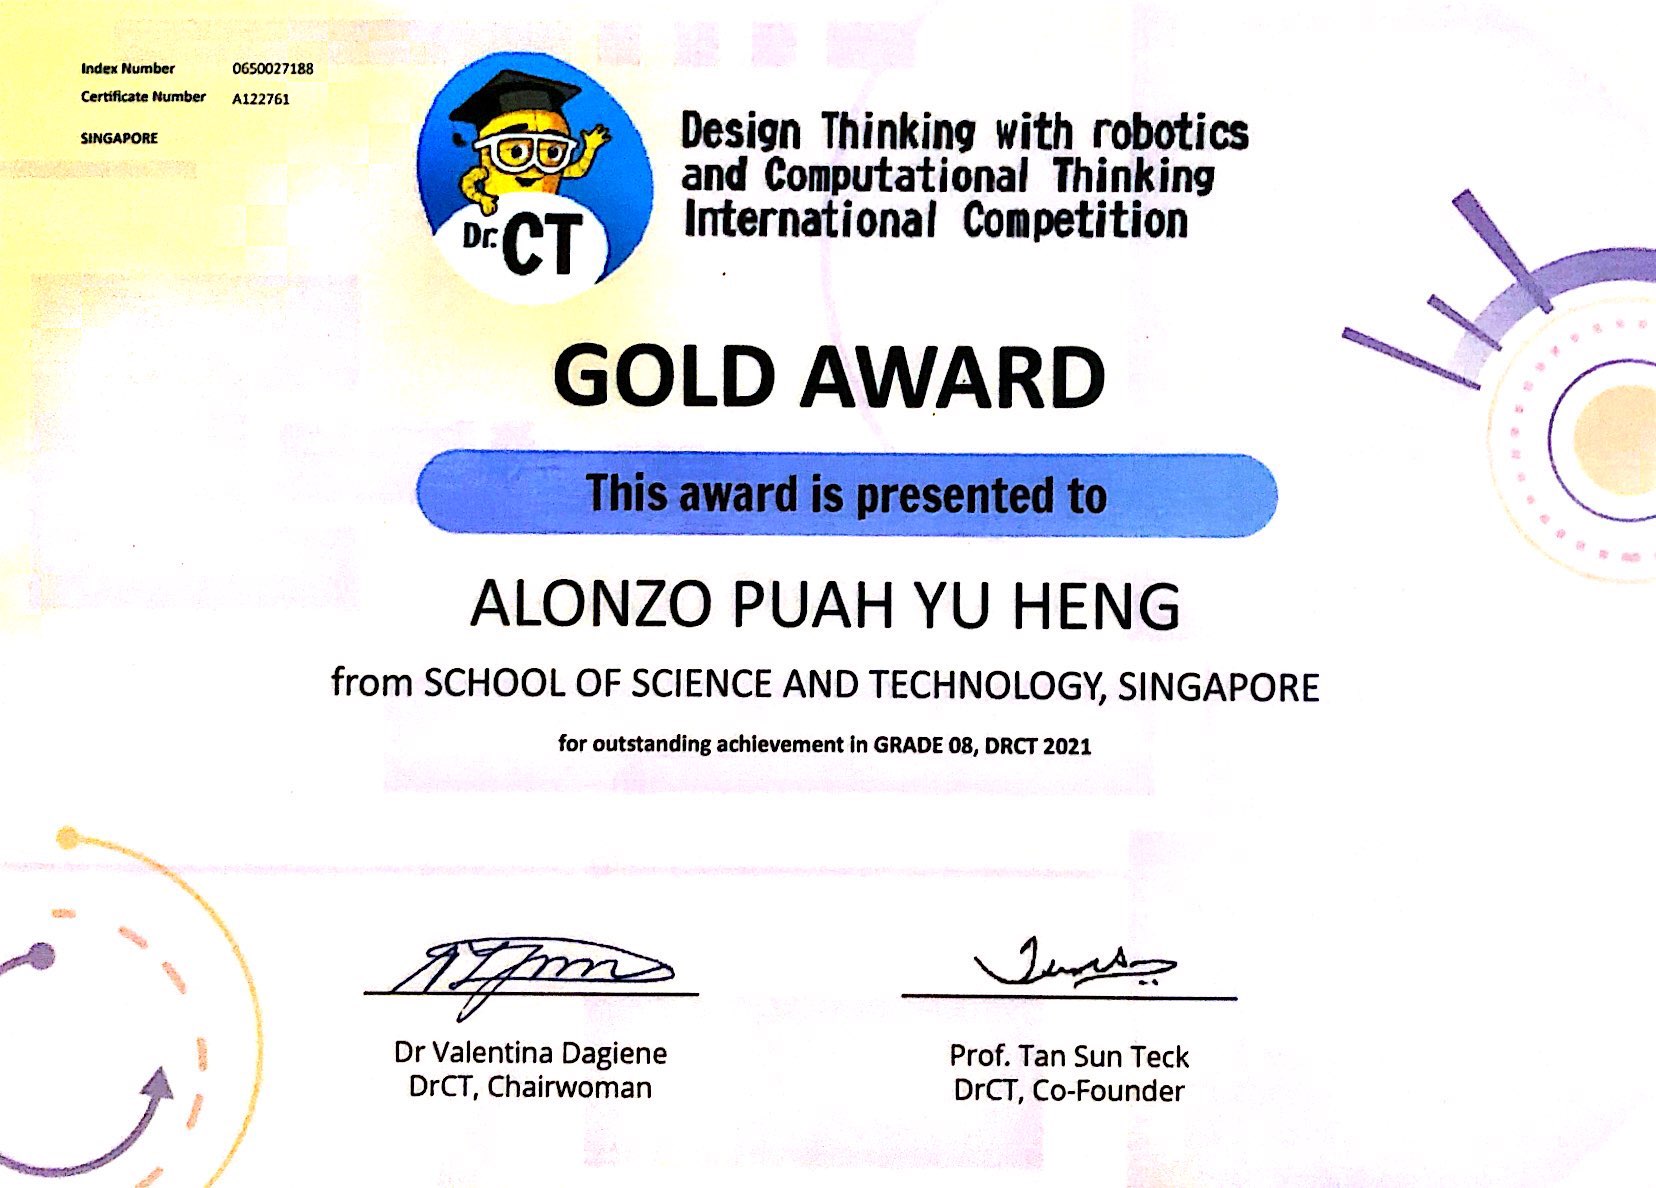 Index Number 0650027188
Certificate Number A122761
SINGAPORE
Dr. CT
Design Thinking with robotics
and Computational Thinking
International Competition
GOLD AWARD
This award is presented to
ALONZO PUAH YU HENG
from SCHOOL OF SCIENCE AND TECHNOLOGY, SINGAPORE
for outstanding achievement in GRADE 08, DRCT 2021
Dr Valentina Dagiene
DrCT, Chairwoman
Prof. Tan Sun Teck
DrCT, Co-Founder